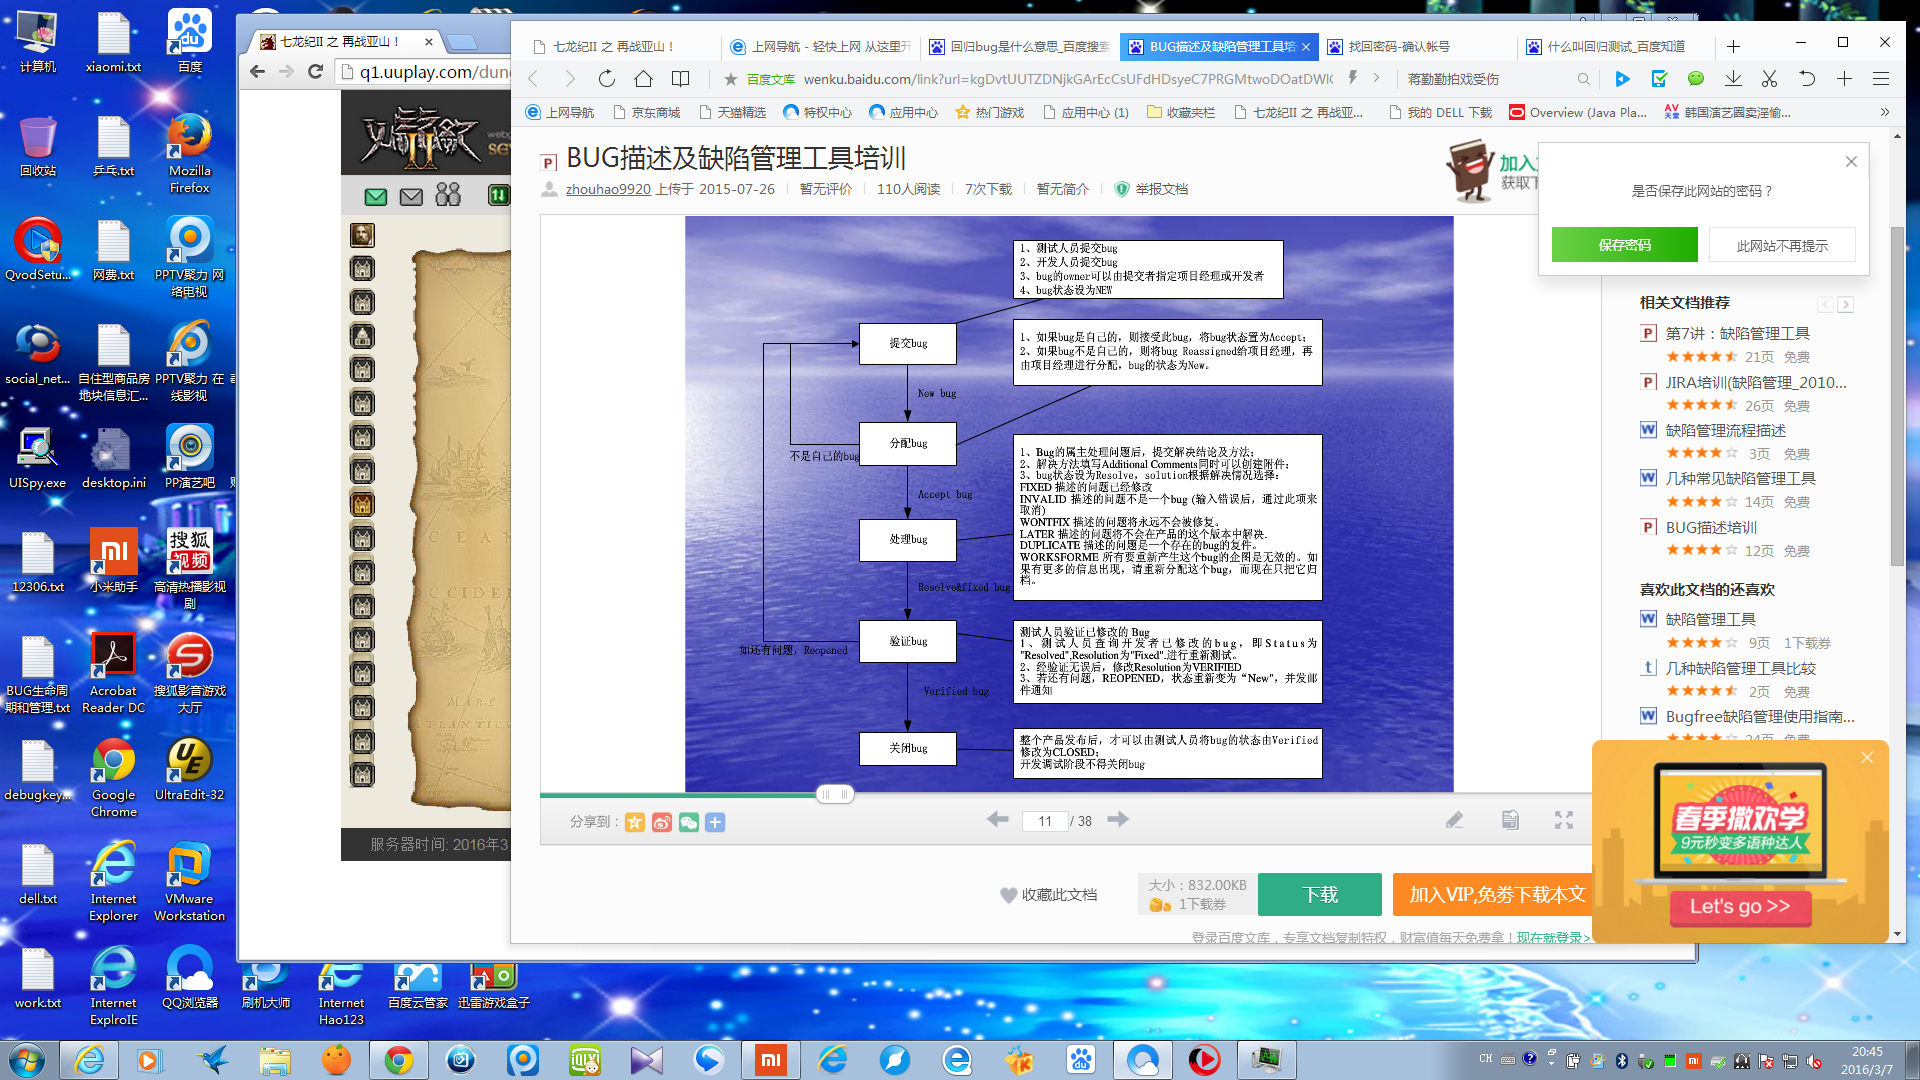 计算机
xiaomi.txt
百度
回收站
乒乓.txt
Mozilla Firefox
QvodSetu...
网费.txt
PPTV聚力 网络电视
social_net...
自住型商品房地块信息汇...
PPTV聚力 在线影视
UISpy.exe
desktop.ini
PP演艺吧
12306.txt
小米助手
搜狐视频
高清热播影视剧
BUG生命周期和管理.txt
Acrobat Reader DC
搜狐影音游戏大厅
debugkey...
Google Chrome
UltraEdit-32
dell.txt
Internet Explorer
VMware Workstation
work.txt
Internet ExploIE
QQ浏览器
刷机大师
Internet Hao123
百度云管家
迅雷游戏盒子
七龙纪II 之 再战亚山！
q1.uuplay.com/dun
服务器时间: 2016年3
七龙纪II 之 再战亚山！
上网导航 - 轻快上网 从这里开
回归bug是什么意思_百度搜索
BUG描述及缺陷管理工具培
找回密码-确认帐号
什么叫回归测试_百度知道
百度文库 wenku.baidu.com/link?url=kgDvtUUTZDNjkGArEcCsUFdHDsyeC7PRGMtwoDOatDWIC
蒋勤勤拍戏受伤
上网导航
京东商城
天猫精选
特权中心
应用中心
热门游戏
应用中心 (1)
收藏夹栏
七龙纪II 之 再战亚...
我的 DELL 下载
Overview (Java Pla...
韩国演艺圈卖淫偷...
BUG描述及缺陷管理工具培训
zhouhao9920 上传于 2015-07-26
暂无评价
110人阅读
7次下载
暂无简介
举报文档
是否保存此网站的密码？
保存密码
此网站不再提示
1、测试人员提交bug
2、开发人员提交bug
3、bug的owner可以由提交者指定项目经理或开发者
4、bug状态设为NEW
提交bug
1、如果bug是自己的，则接受此bug，将bug状态置为Accept;
2、如果bug不是自己的，则将bug Reassigned给项目经理，再
由项目经理进行分配，bug的状态为New。
New bug
分配bug
不是自己的bug
Accept bug
1、Bug的属主处理问题后，提交解决结论及方法；
2、解决方法填写Additional Comments同时可以创建附件；
3、bug状态设为Resolve，solution根据解决情况选择：
FIXED 描述的问题已经修改
INVALID 描述的问题不是一个bug (输入错误后，通过此项来
取消)
WONTFIX 描述的问题将永远不会被修复。
LATER 描述的问题将不会在产品的这个版本中解决.
DUPLICATE 描述的问题是一个存在的bug的复件。
WORKSFORME 所有要重新产生这个bug的企图是无效的。如
果有更多的信息出现，请重新分配这个bug，而现在只把它归
档。
处理bug
Resolve&fixed bug
验证bug
如还有问题，Reopened
测试人员验证已修改的 Bug
1、测试人员查询开发者已修改的bug，即Status为
"Resolved",Resolution为"Fixed".进行重新测试。
2、经验证无误后，修改Resolution为VERIFIED
3、若还有问题，REOPENED，状态重新变为“New"，并发邮
件通知
Verified bug
关闭bug
整个产品发布后，才可以由测试人员将bug的状态由Verified
修改为CLOSED；
开发调试阶段不得关闭bug
相关文档推荐
第7讲：缺陷管理工具
21页 免费
JIRA培训(缺陷管理_2010...
26页 免费
缺陷管理流程描述
3页 免费
几种常见缺陷管理工具
14页 免费
BUG描述培训
12页 免费
喜欢此文档的还喜欢
缺陷管理工具
9页 1下载券
几种缺陷管理工具比较
2页 免费
Bugfree缺陷管理使用指南...
春季撒欢学
9元秒变多语种达人
Let's go >>
分享到：
11 / 38
收藏此文档
大小：832.00KB
1下载券
下载
加入VIP,免券下载本文
登录百度文库，专享文档复制特权，财富值每天免费拿！现在就登录>
CH
20:45
2016/3/7